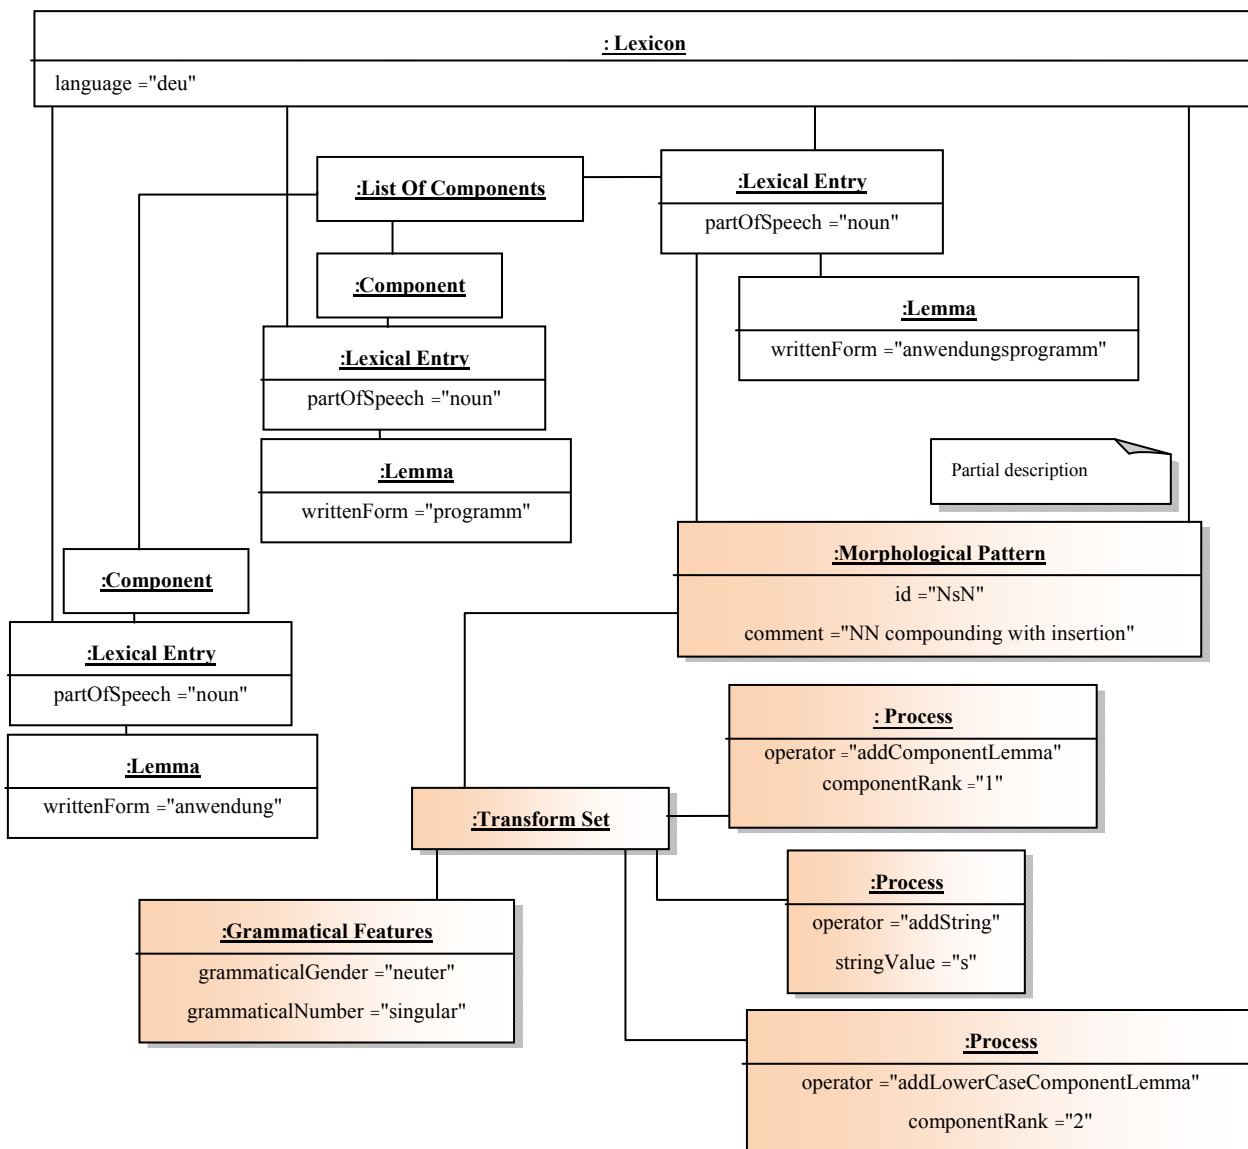 : Lexicon
language ="deu"
:List Of Components
:Lexical Entry
partOfSpeech ="noun"
:Component
:Lemma
writtenForm ="anwendungsprogramm"
:Lexical Entry
partOfSpeech ="noun"
:Lemma
writtenForm ="programm"
Partial description
:Morphological Pattern
id ="NsN"
comment ="NN compounding with insertion"
:Component
:Lexical Entry
partOfSpeech ="noun"
:Lemma
writtenForm ="anwendung"
: Process
operator ="addComponentLemma"
componentRank ="1"
:Transform Set
:Process
operator ="addString"
stringValue ="s"
:Grammatical Features
grammaticalGender ="neuter"
grammaticalNumber ="singular"
:Process
operator ="addLowerCaseComponentLemma"
componentRank ="2"